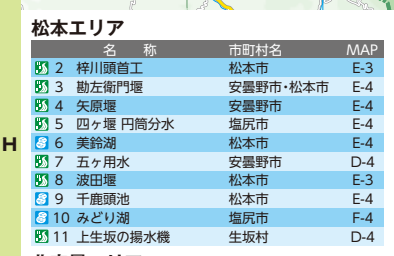 松本エリア
名 称 市町村名 MAP
2 梓川頭首工 松本市 E-3
3 勘左衛門堰 安曇野市・松本市 E-4
4 矢原堰 安曇野市 E-4
5 四ヶ堰 円筒分水 塩尻市 E-4
H
6 美鈴湖 松本市 E-4
7 五ヶ用水 安曇野市 D-4
8 波田堰 松本市 E-3
9 千鹿頭池 松本市 E-4
10 みどり湖 塩尻市 F-4
11 上生坂の揚水機 生坂村 D-4